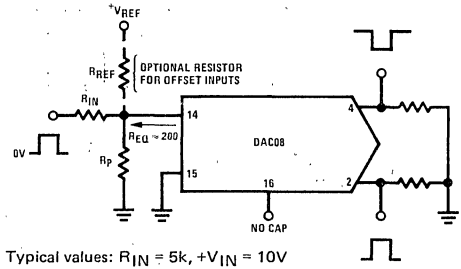 +VREF
RREF
OPTIONAL RESISTOR
FOR OFFSET INPUTS
RIN
14
4
REQ ≈ 200
DAC08
0V
RP
15
16
2
NO CAP
Typical values: RIN = 5k, +VIN = 10V